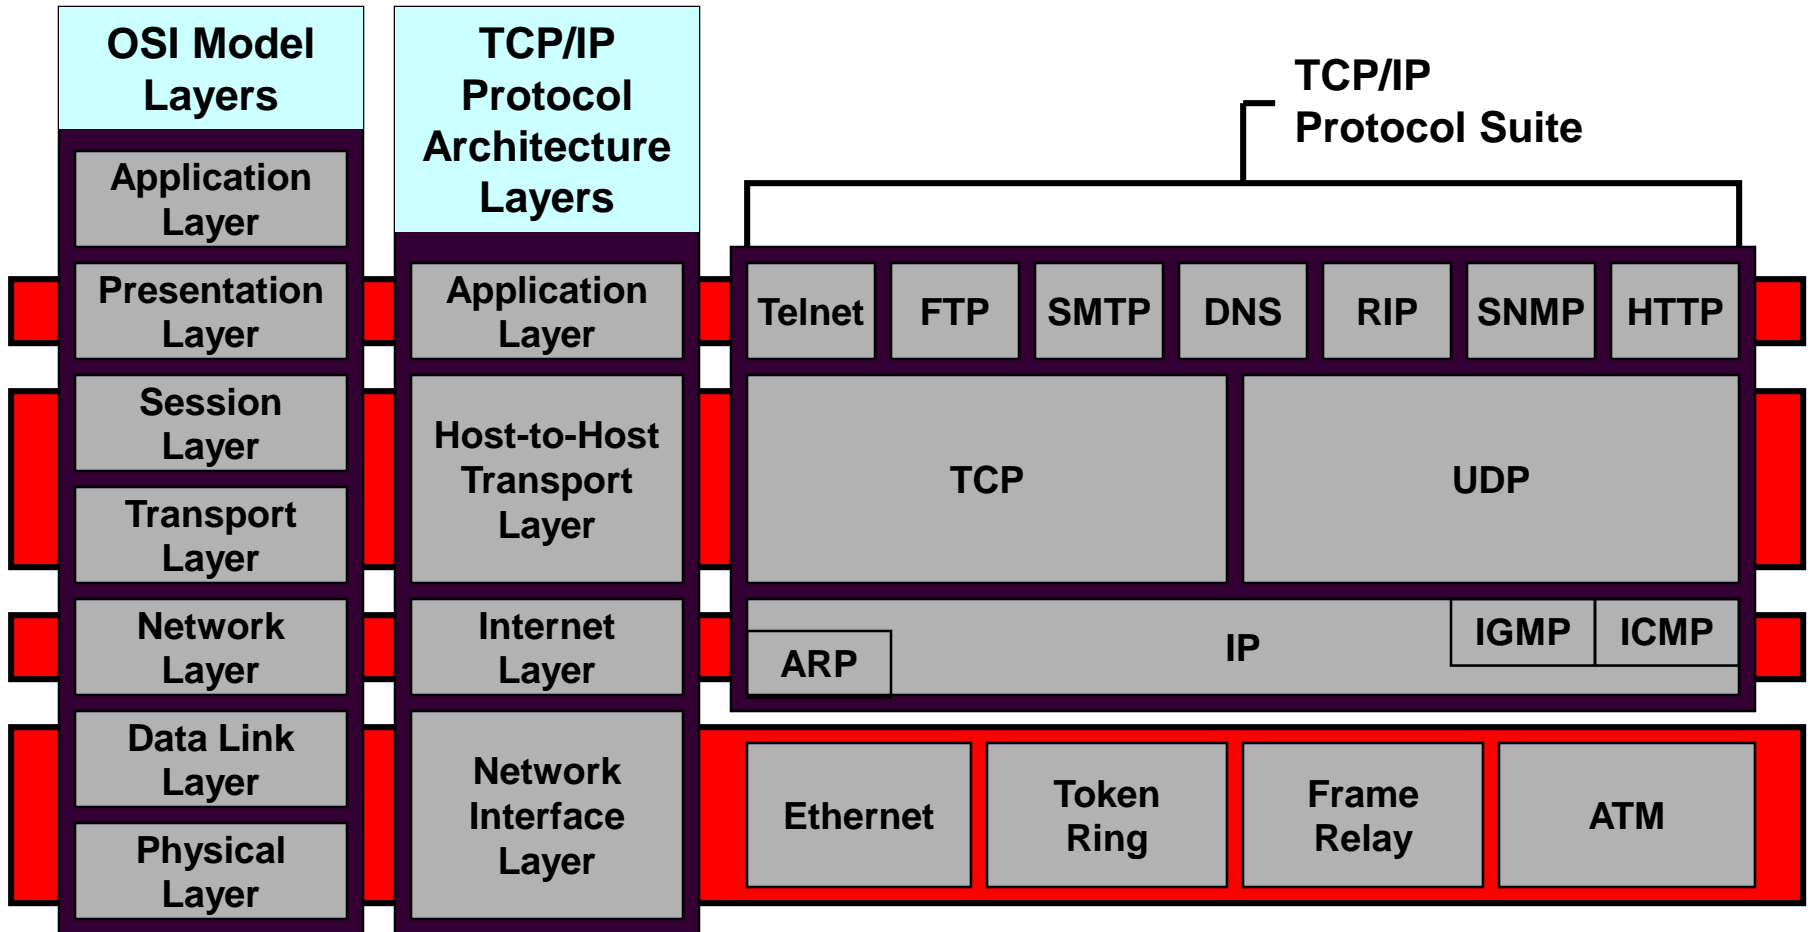 OSI Model
Layers
Application
Layer
Presentation
Layer
Session
Layer
Transport
Layer
Network
Layer
Data Link
Layer
Physical
Layer
TCP/IP
Protocol
Architecture
Layers
Application
Layer
Host-to-Host
Transport
Layer
Internet
Layer
Network
Interface
Layer
TCP/IP
Protocol Suite
Telnet
FTP
SMTP
DNS
RIP
SNMP
HTTP
TCP
UDP
ARP
IP
IGMP
ICMP
Ethernet
Token
Ring
Frame
Relay
ATM